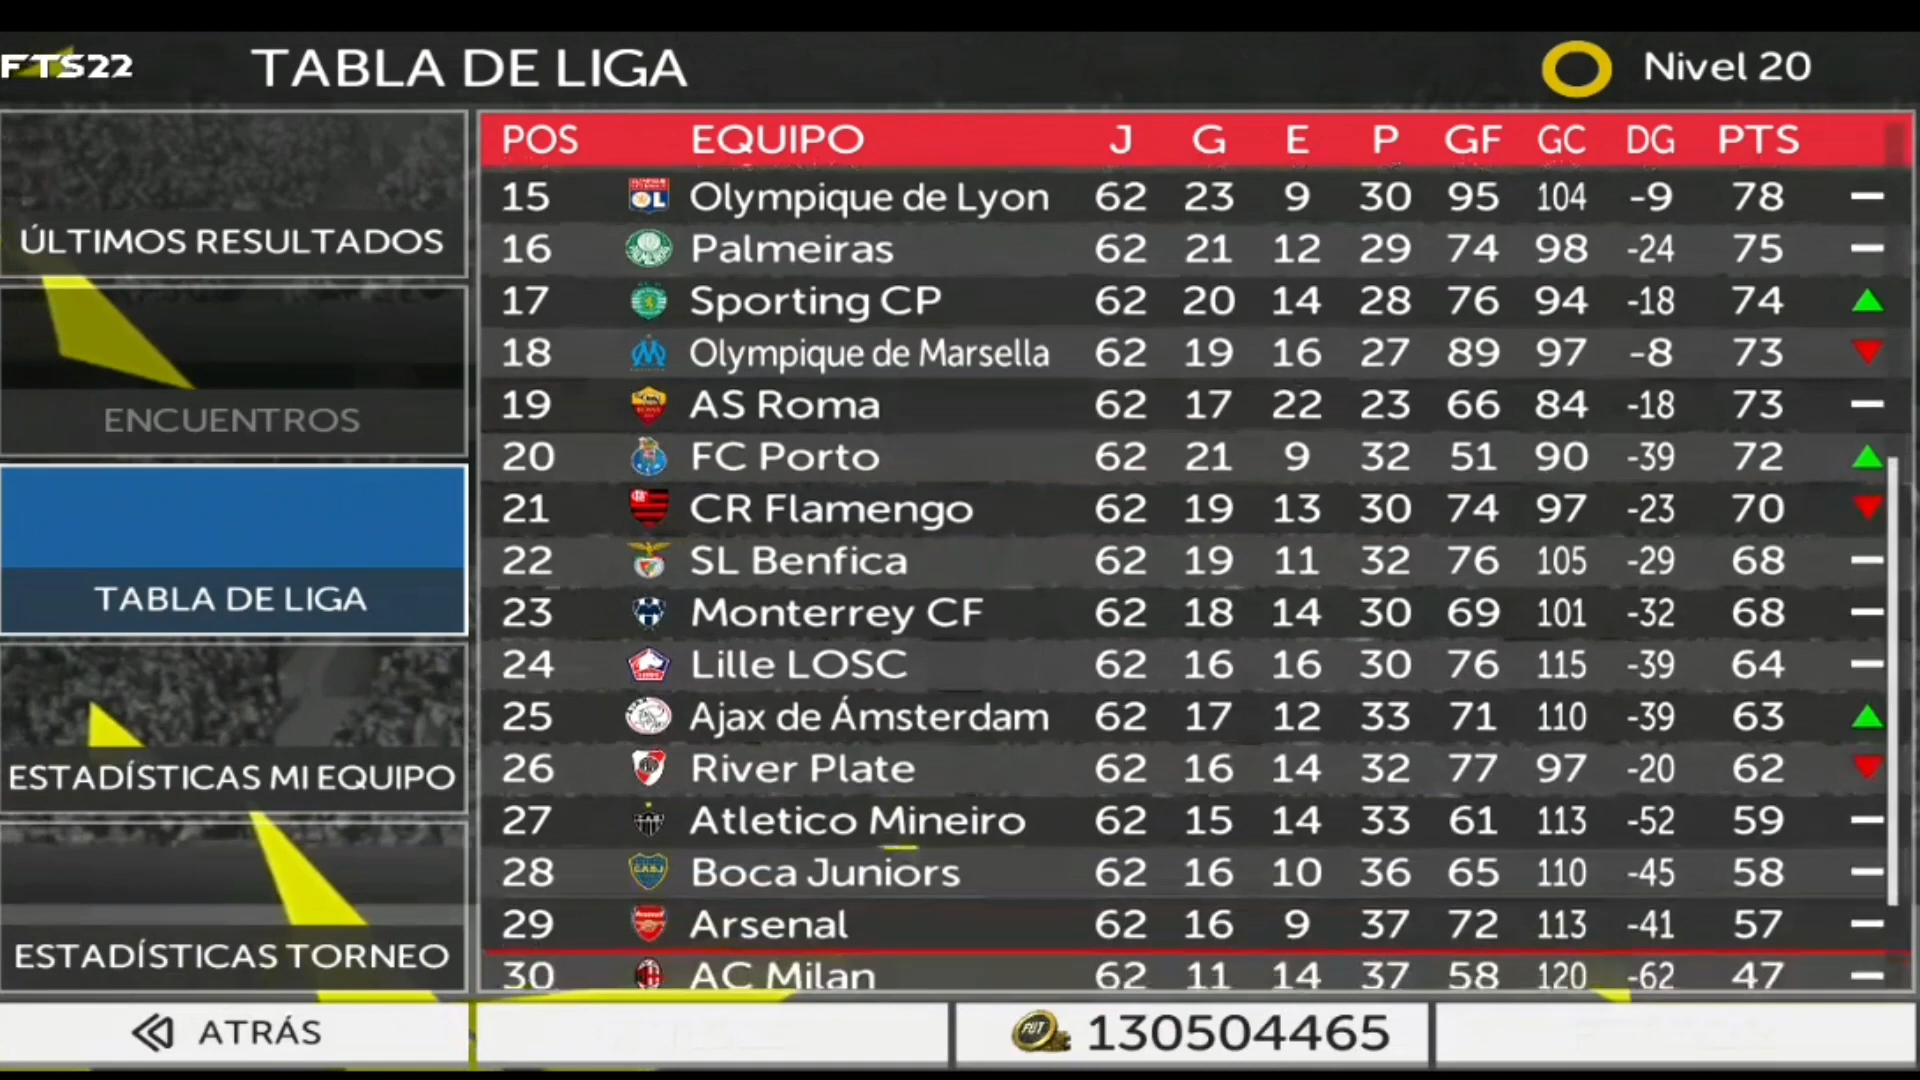 FTS22
TABLA DE LIGA
Nivel 20
ÚLTIMOS RESULTADOS
ENCUENTROS
TABLA DE LIGA
ESTADÍSTICAS MI EQUIPO
ESTADÍSTICAS TORNEO
POS EQUIPO J G E P GF GC DG PTS
15 Olympique de Lyon 62 23 9 30 95 104 -9 78
16 Palmeiras 62 21 12 29 74 98 -24 75
17 Sporting CP 62 20 14 28 76 94 -18 74
18 Olympique de Marsella 62 19 16 27 89 97 -8 73
19 AS Roma 62 17 22 23 66 84 -18 73
20 FC Porto 62 21 9 32 51 90 -39 72
21 CR Flamengo 62 19 13 30 74 97 -23 70
22 SL Benfica 62 19 11 32 76 105 -29 68
23 Monterrey CF 62 18 14 30 69 101 -32 68
24 Lille LOSC 62 16 16 30 76 115 -39 64
25 Ajax de Ámsterdam 62 17 12 33 71 110 -39 63
26 River Plate 62 16 14 32 77 97 -20 62
27 Atletico Mineiro 62 15 14 33 61 113 -52 59
28 Boca Juniors 62 16 10 36 65 110 -45 58
29 Arsenal 62 16 9 37 72 113 -41 57
30 AC Milan 62 11 14 37 58 120 -62 47
ATRÁS
130504465